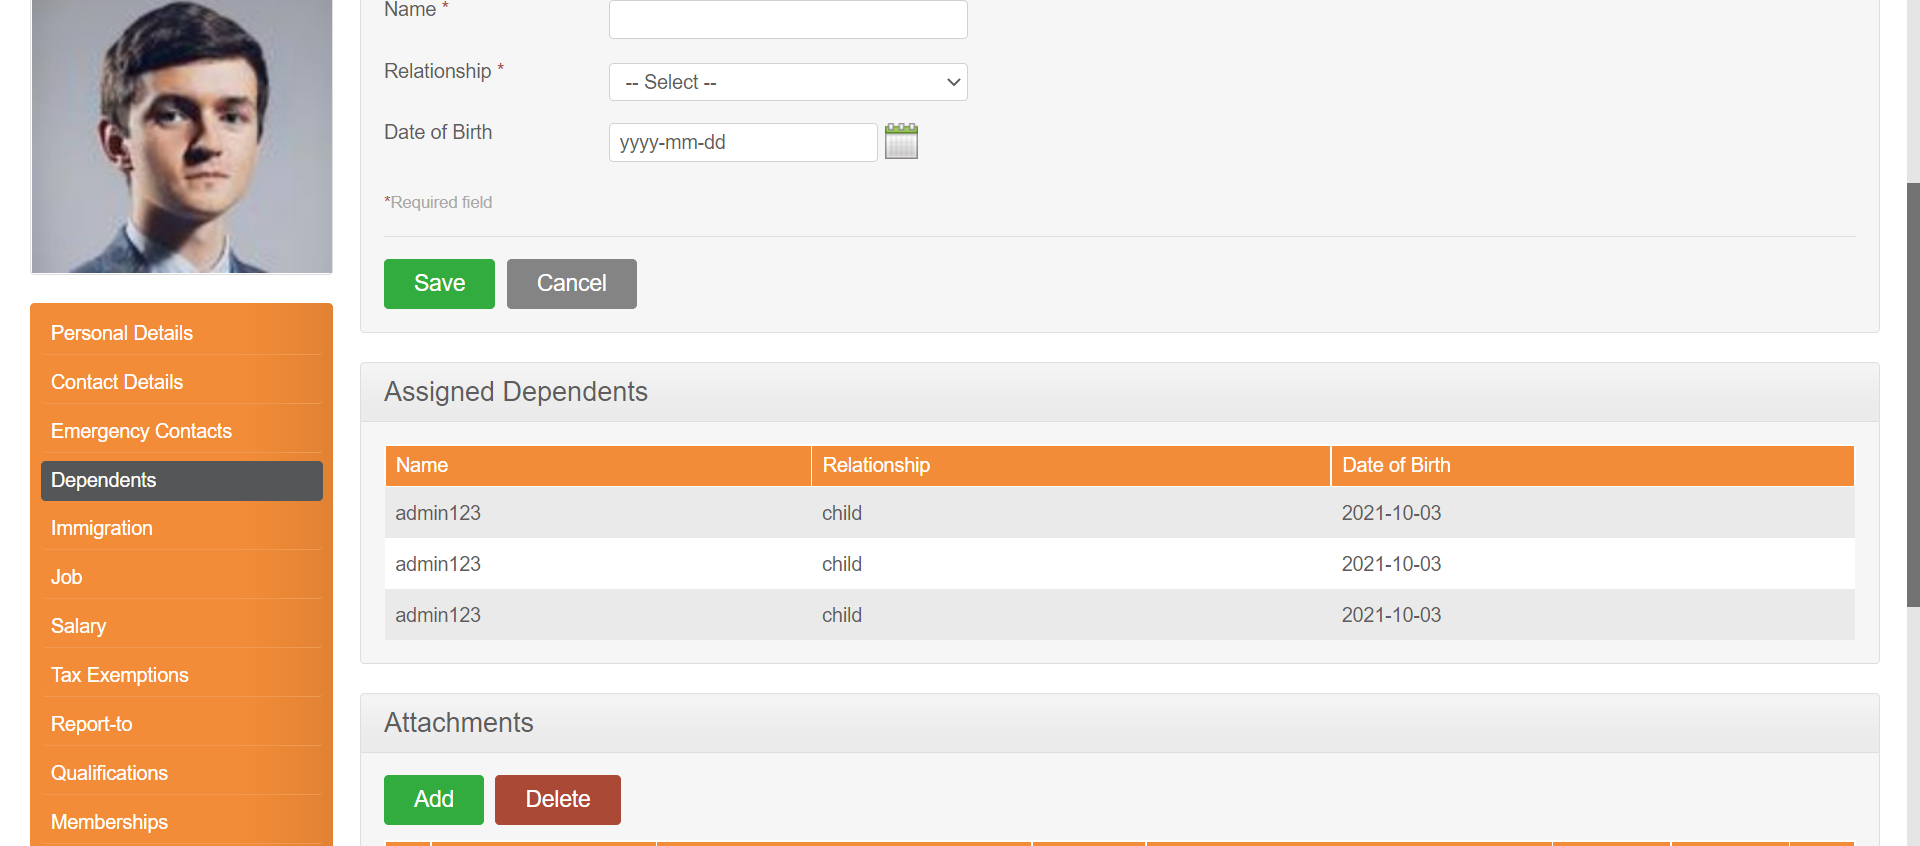 Name *
Relationship *
-- Select --
Date of Birth
yyyy-mm-dd
*Required field
Save
Cancel
Personal Details
Contact Details
Emergency Contacts
Dependents
Immigration
Job
Salary
Tax Exemptions
Report-to
Qualifications
Memberships
Assigned Dependents
Name Relationship Date of Birth
admin123 child 2021-10-03
admin123 child 2021-10-03
admin123 child 2021-10-03
Attachments
Add
Delete